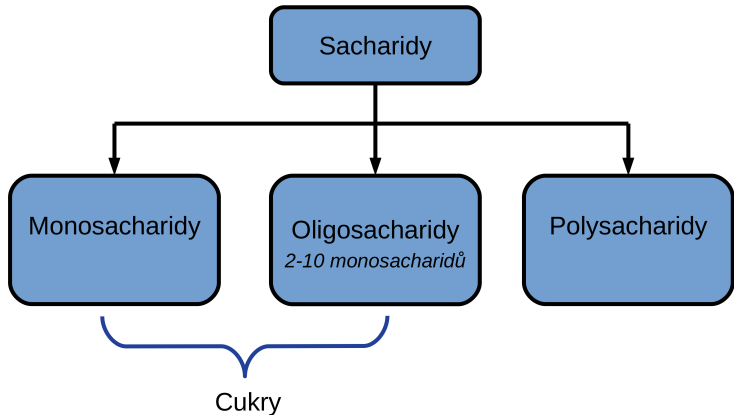 Sacharidy
Monosacharidy
Oligosacharidy
2-10 monosacharidů
Polysacharidy
Cukry